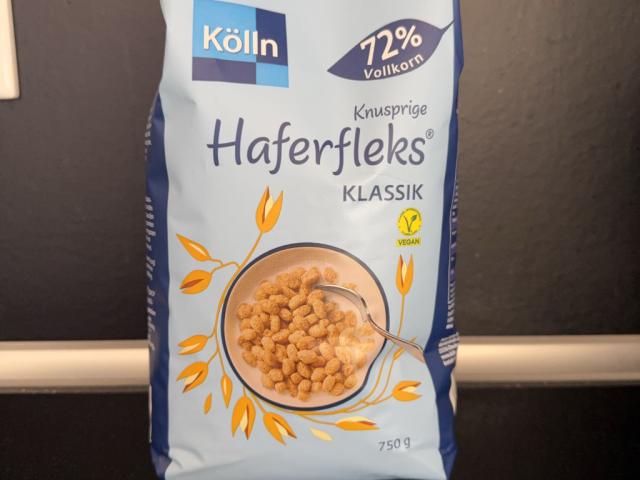 Kölln
72%
Vollkorn
Knusprige
Haferfleks®
KLASSIK
VEGAN
750 g